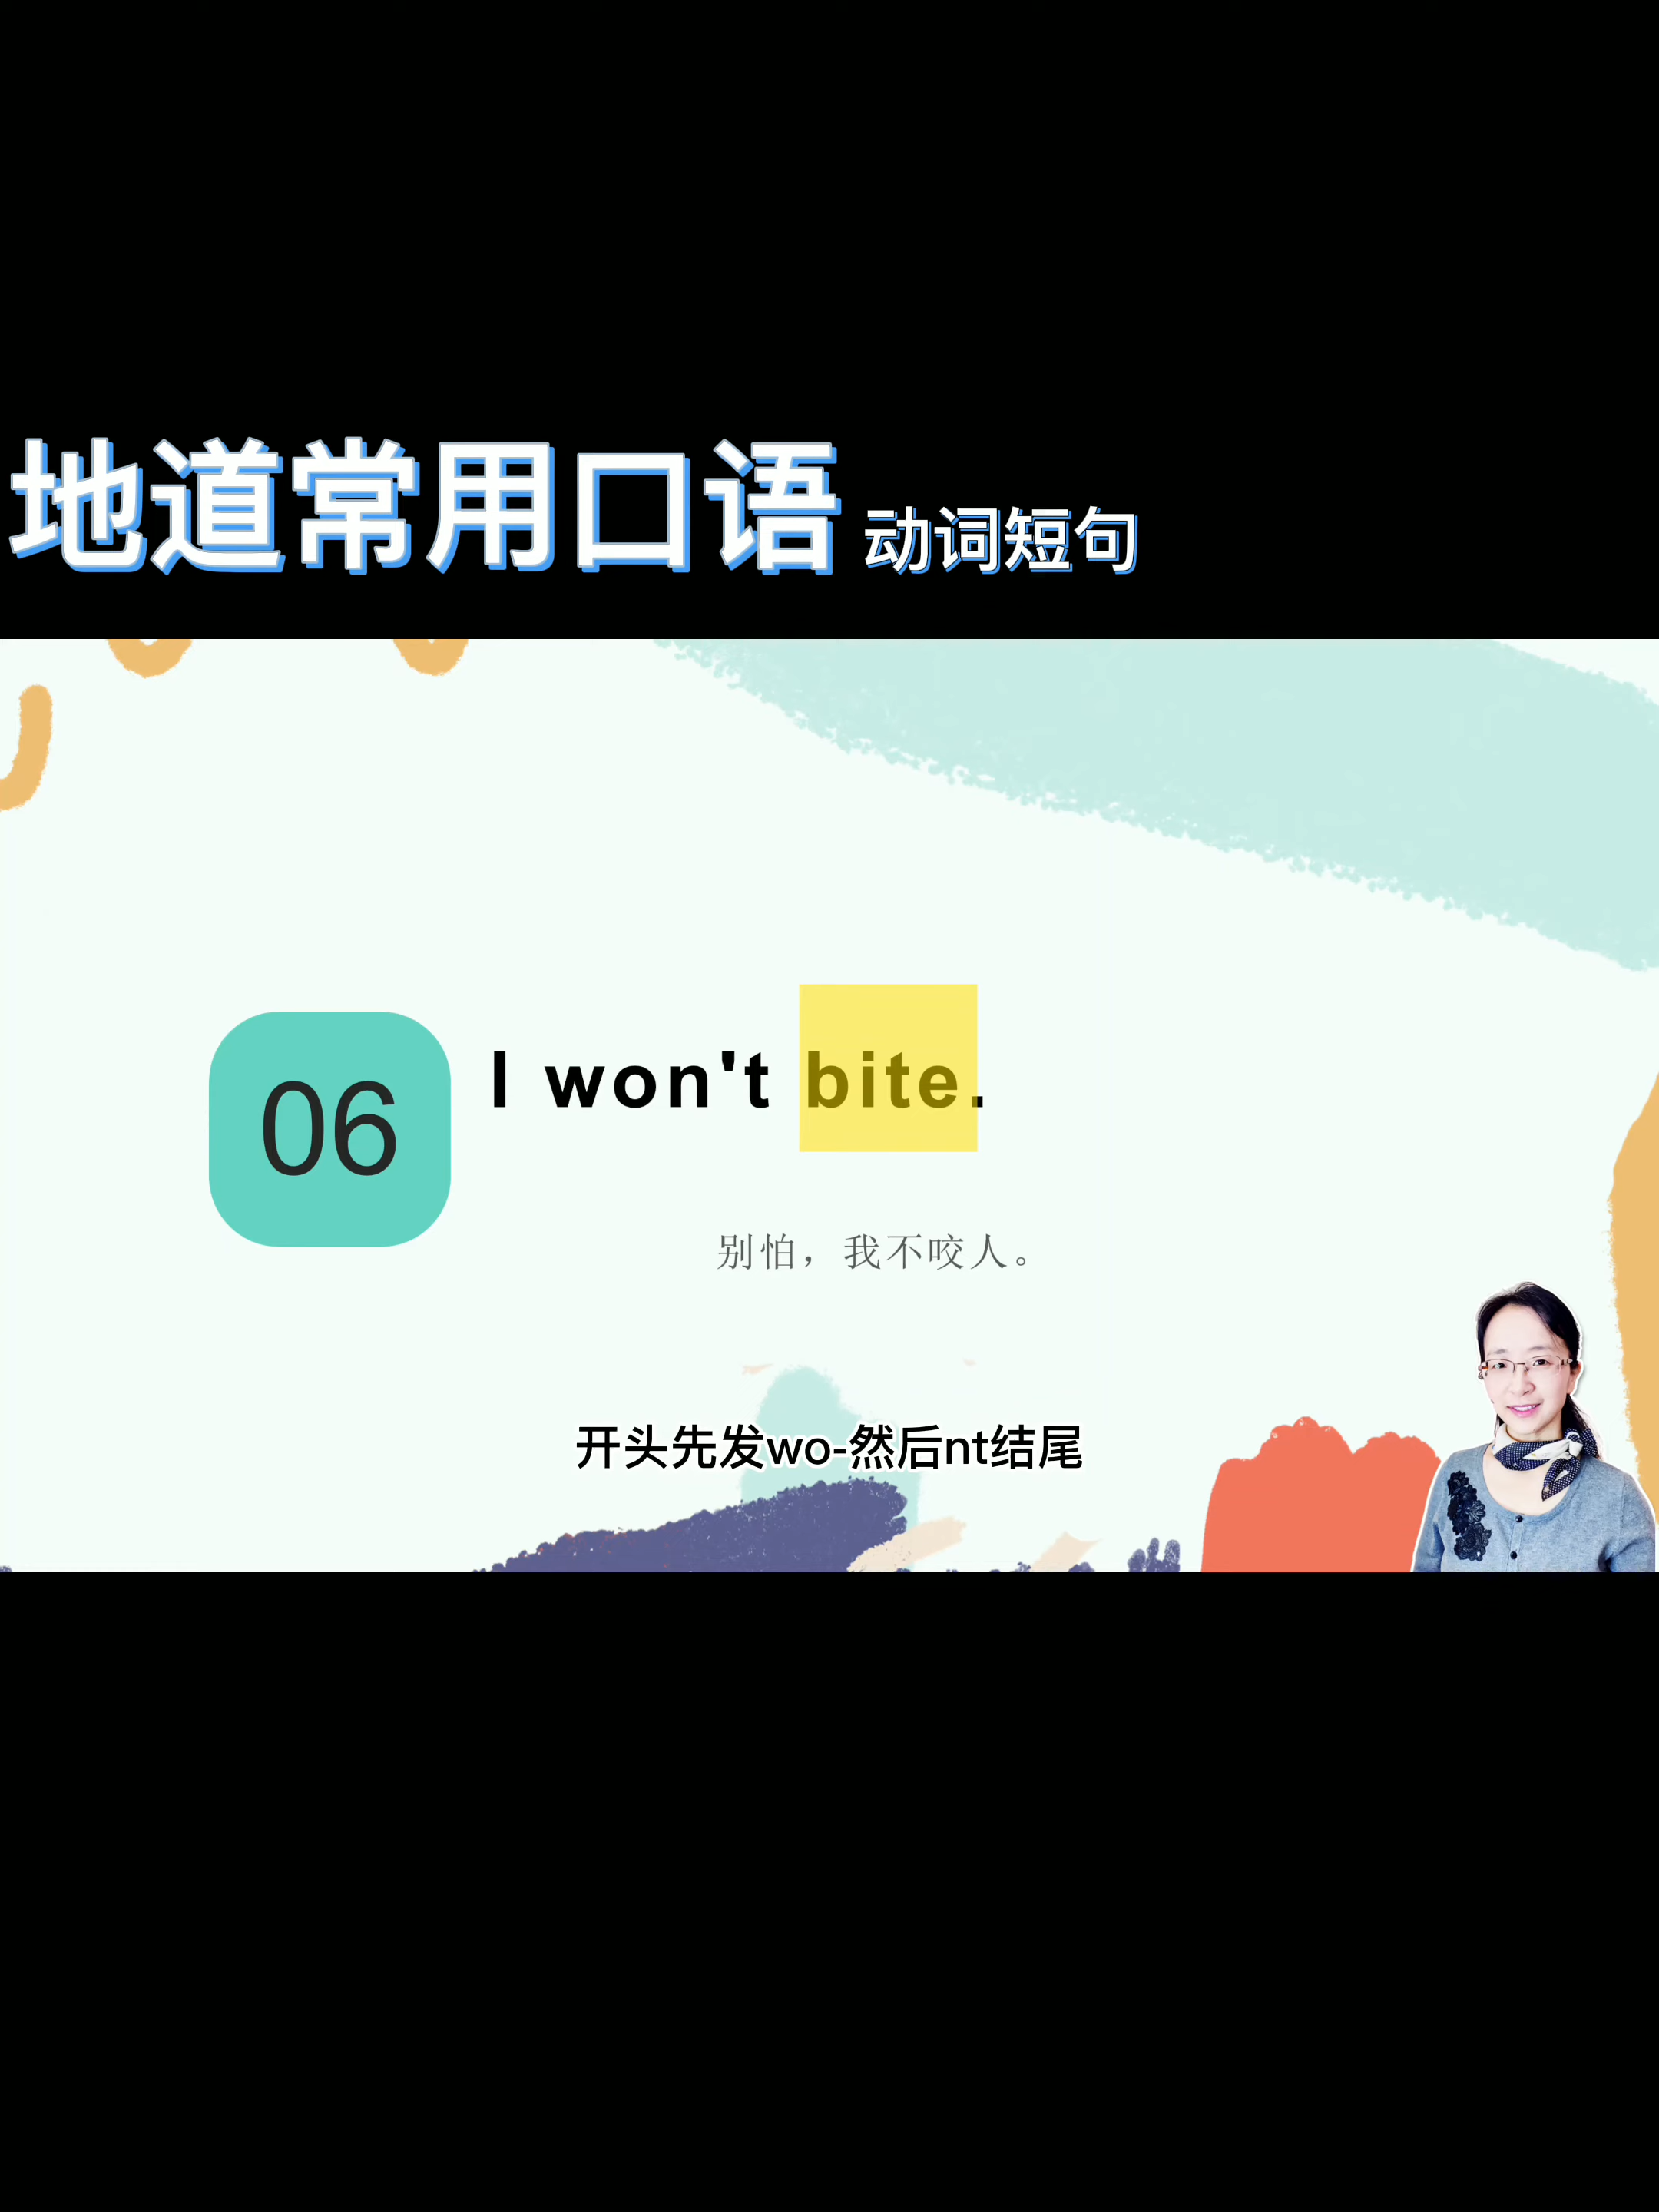 地道常用口语 动词短句
06
I won't bite.
别怕，我不咬人。
开头先发wo-然后nt结尾